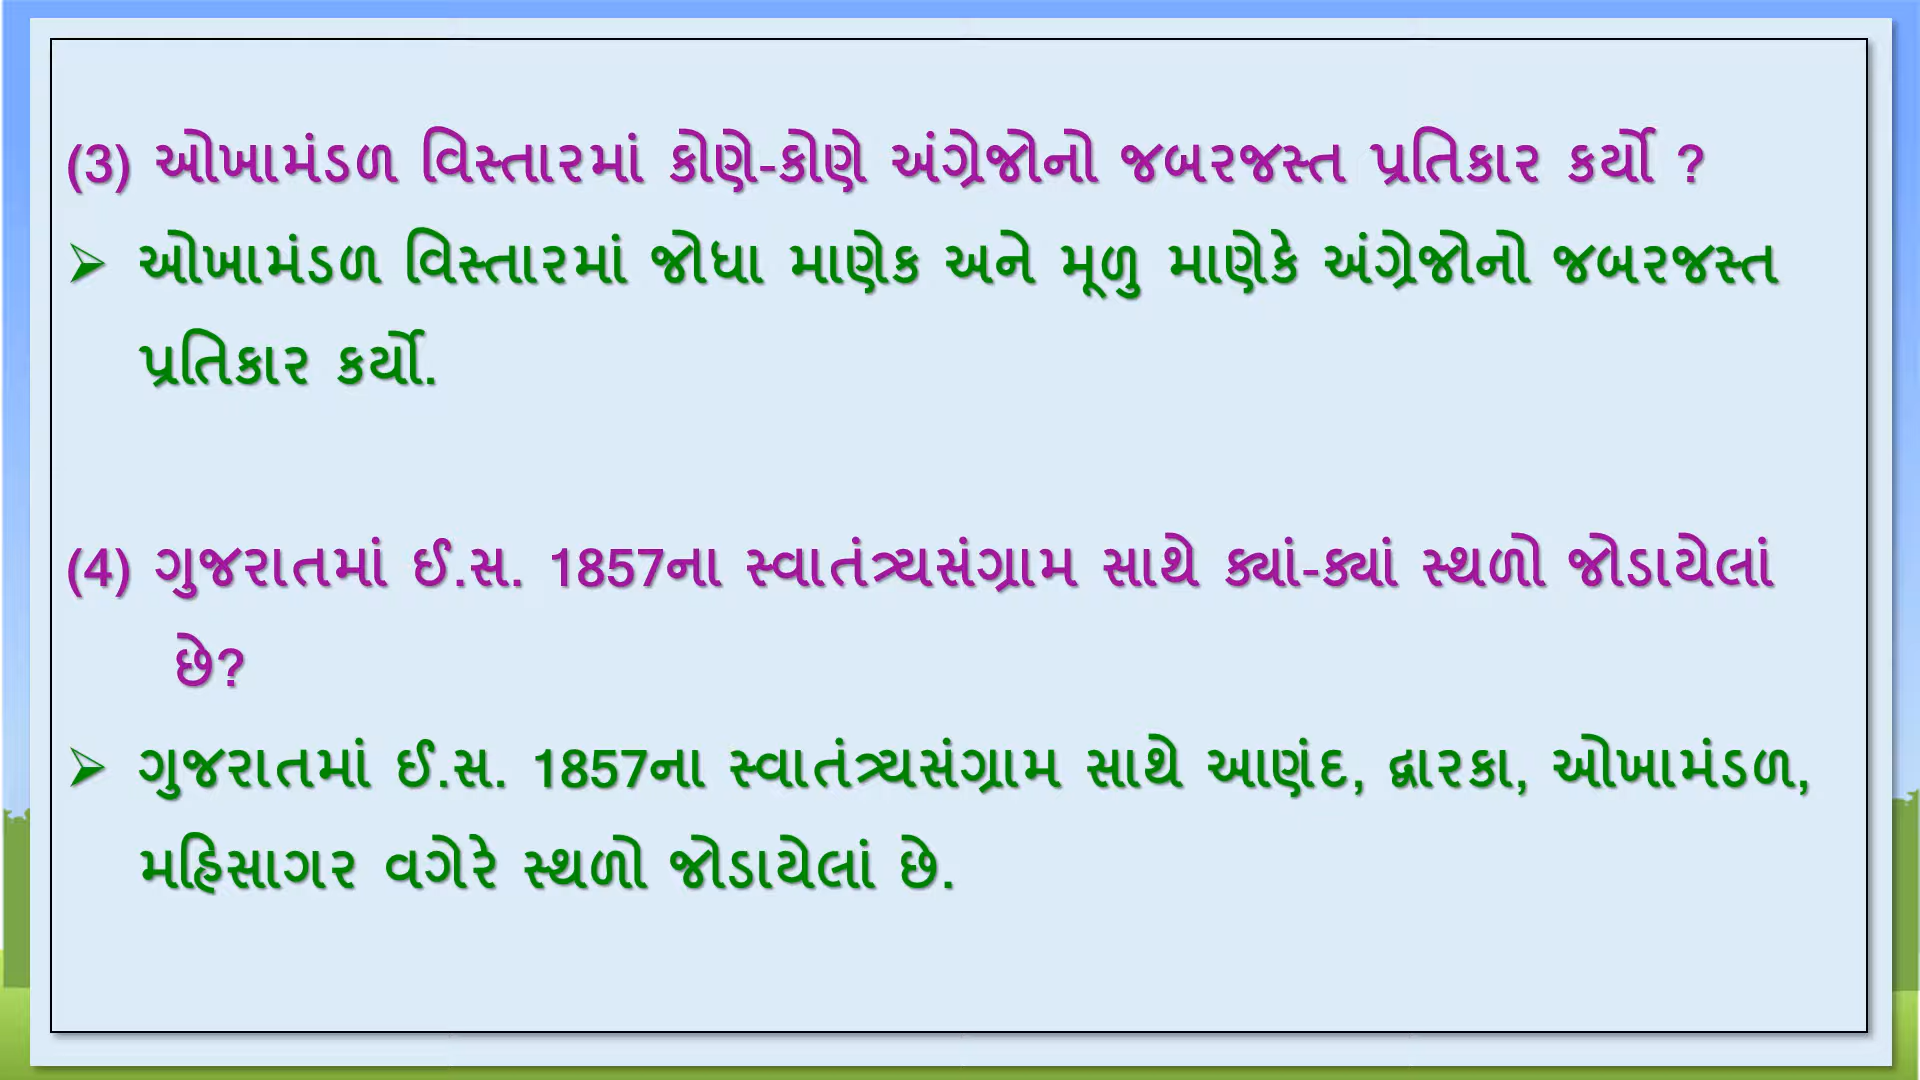 (3) ઓખામંડળ વિસ્તારમાં કોણે-કોણે અંગ્રેજોનો જબરજસ્ત પ્રતિકાર કર્યો ?
➢ ઓખામંડળ વિસ્તારમાં જોધા માણેક અને મૂળુ માણેકે અંગ્રેજોનો જબરજસ્ત
પ્રતિકાર કર્યો.
(4) ગુજરાતમાં ઈ.સ. 1857ના સ્વાતંત્ર્યસંગ્રામ સાથે ક્યાં-ક્યાં સ્થળો જોડાયેલાં
છે?
➢ ગુજરાતમાં ઈ.સ. 1857ના સ્વાતંત્ર્યસંગ્રામ સાથે આણંદ, દ્વારકા, ઓખામંડળ,
મહિસાગર વગેરે સ્થળો જોડાયેલાં છે.